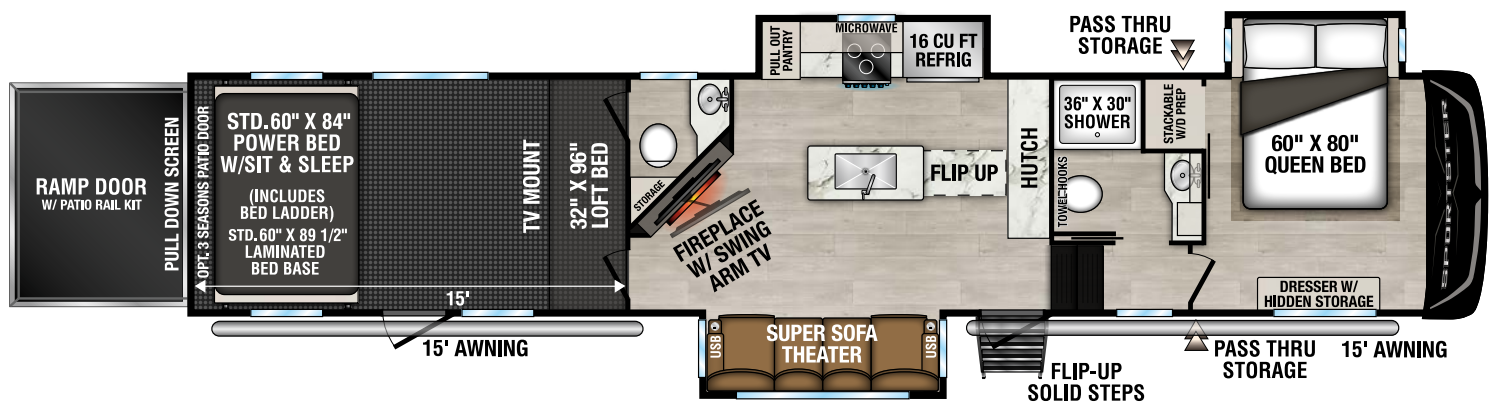 RAMP DOOR
W/ PATIO RAIL KIT
PULL DOWN SCREEN
OPT. 3 SEASONS PATIO DOOR
STD.60" X 84"
POWER BED
W/SIT & SLEEP
(INCLUDES
BED LADDER)
STD.60" X 89 1/2"
LAMINATED
BED BASE
15'
TV MOUNT
32" X 96"
LOFT BED
STORAGE
FIREPLACE
W/ SWING
ARM TV
PULL OUT
PANTRY
MICROWAVE
16 CU FT
REFRIG
FLIP UP
HUTCH
USB
SUPER SOFA
THEATER
USB
15' AWNING
36" X 30"
SHOWER
TOWEL HOOKS
STACKABLE
W/D PREP
PASS THRU
STORAGE
60" X 80"
QUEEN BED
DRESSER W/
HIDDEN STORAGE
SPORTSTER
FLIP-UP
SOLID STEPS
PASS THRU
STORAGE
15' AWNING